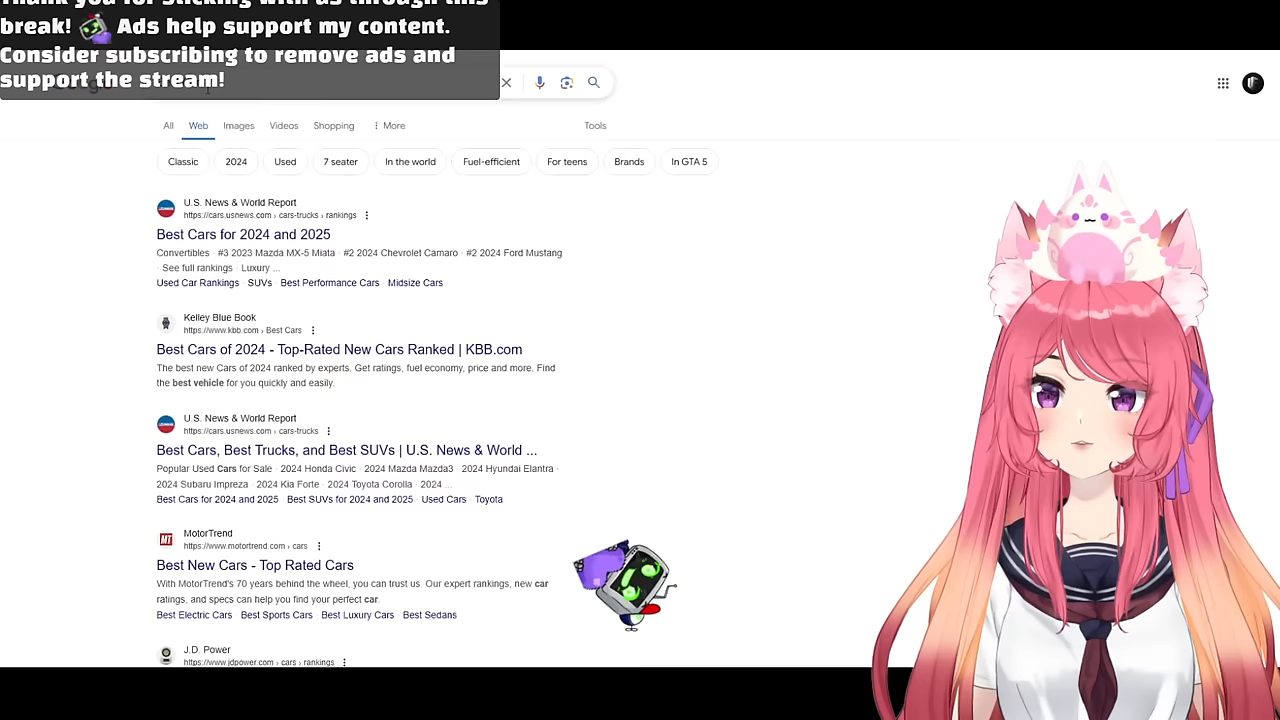 Thank you for sticking with us through this
break! Ads help support my content.
Consider subscribing to remove ads and
support the stream!
All Web Images Videos Shopping More Tools
Classic 2024 Used 7 seater In the world Fuel-efficient For teens Brands In GTA 5
U.S. News & World Report
https://cars.usnews.com › cars-trucks › rankings
Best Cars for 2024 and 2025
Convertibles · #3 2023 Mazda MX-5 Miata · #2 2024 Chevrolet Camaro · #2 2024 Ford Mustang
· See full rankings · Luxury ...
Used Car Rankings · SUVs · Best Performance Cars · Midsize Cars
Kelley Blue Book
https://www.kbb.com › Best Cars
Best Cars of 2024 - Top-Rated New Cars Ranked | KBB.com
The best new Cars of 2024 ranked by experts. Get ratings, fuel economy, price and more. Find
the best vehicle for you quickly and easily.
U.S. News & World Report
https://cars.usnews.com › cars-trucks
Best Cars, Best Trucks, and Best SUVs | U.S. News & World ...
Popular Used Cars for Sale · 2024 Honda Civic · 2024 Mazda Mazda3 · 2024 Hyundai Elantra ·
2024 Subaru Impreza · 2024 Kia Forte · 2024 Toyota Corolla · 2024 ...
Best Cars for 2024 and 2025 · Best SUVs for 2024 and 2025 · Used Cars · Toyota
MotorTrend
https://www.motortrend.com › cars
Best New Cars - Top Rated Cars
With MotorTrend's 70 years behind the wheel, you can trust us. Our expert rankings, new car
ratings, and specs can help you find your perfect car.
Best Electric Cars · Best Sports Cars · Best Luxury Cars · Best Sedans
J.D. Power
https://www.jdpower.com › cars › rankings